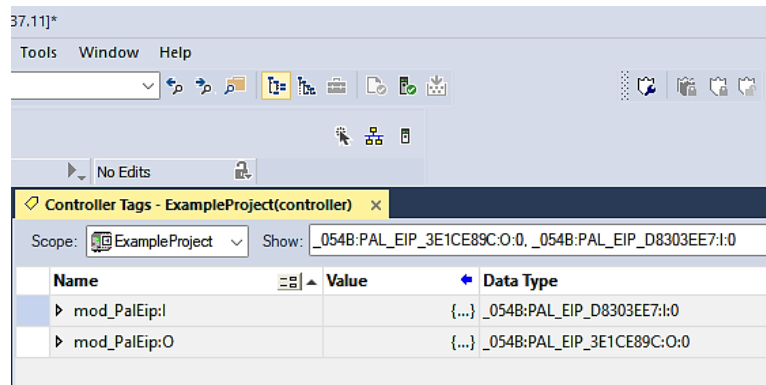 37.11]*
Tools Window Help
No Edits
Controller Tags - ExampleProject(controller)
Scope: ExampleProject Show: _054B:PAL_EIP_3E1CE89C:O:0, _054B:PAL_EIP_D8303EE7:I:0
Name Value Data Type
mod_PalEip:I {...} _054B:PAL_EIP_D8303EE7:I:0
mod_PalEip:O {...} _054B:PAL_EIP_3E1CE89C:O:0